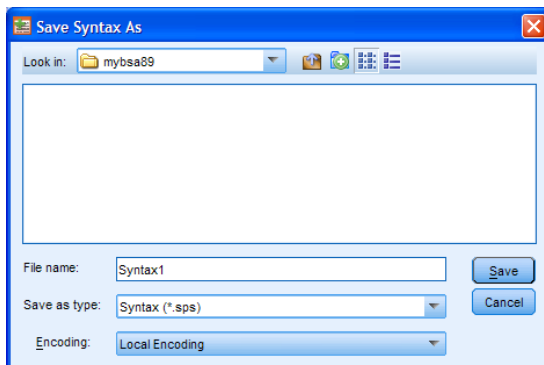 Save Syntax As
Look in: mybsa89
File name: Syntax1 Save
Save as type: Syntax (*.sps) Cancel
Encoding: Local Encoding